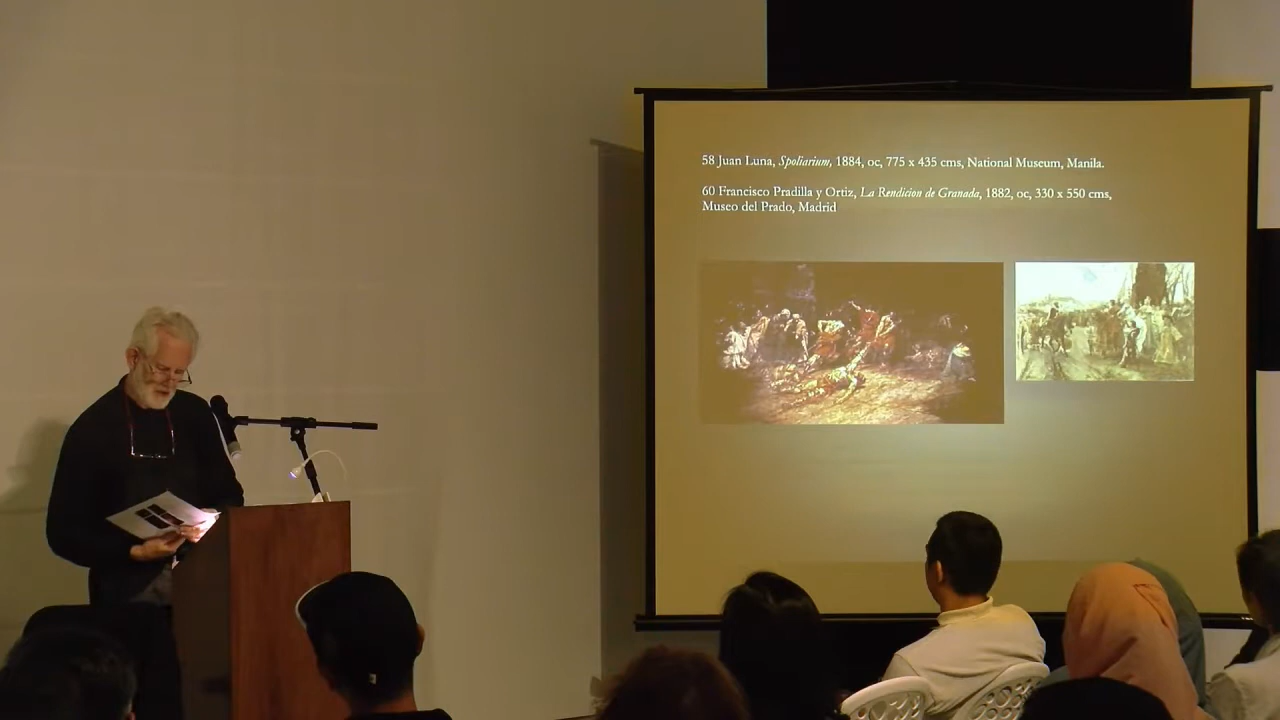 58 Juan Luna, Spoliarium, 1884, oc, 775 x 435 cms, National Museum, Manila.
60 Francisco Pradilla y Ortiz, La Rendicion de Granada, 1882, oc, 330 x 550 cms,
Museo del Prado, Madrid